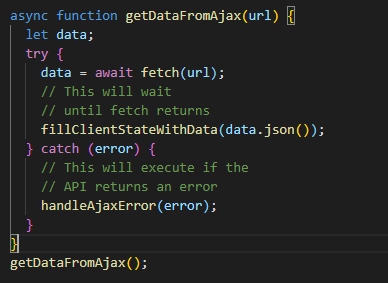 async function getDataFromAjax(url) {
  let data;
  try {
    data = await fetch(url);
    // This will wait
    // until fetch returns
    fillClientStateWithData(data.json());
  } catch (error) {
    // This will execute if the
    // API returns an error
    handleAjaxError(error);
  }
}
getDataFromAjax();